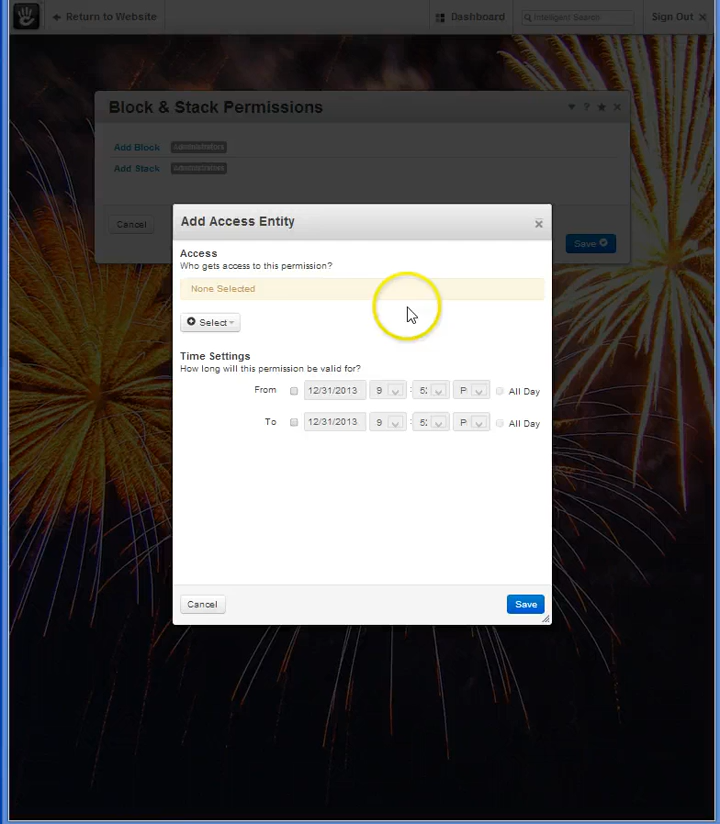 Return to Website
Dashboard
Intelligent Search
Sign Out
Block & Stack Permissions
Add Block Administrators
Add Stack Administrators
Cancel
Save
Add Access Entity
Access
Who gets access to this permission?
None Selected
Select
Time Settings
How long will this permission be valid for?
From 12/31/2013 9 : 52 P All Day
To 12/31/2013 9 : 52 P All Day
Cancel
Save